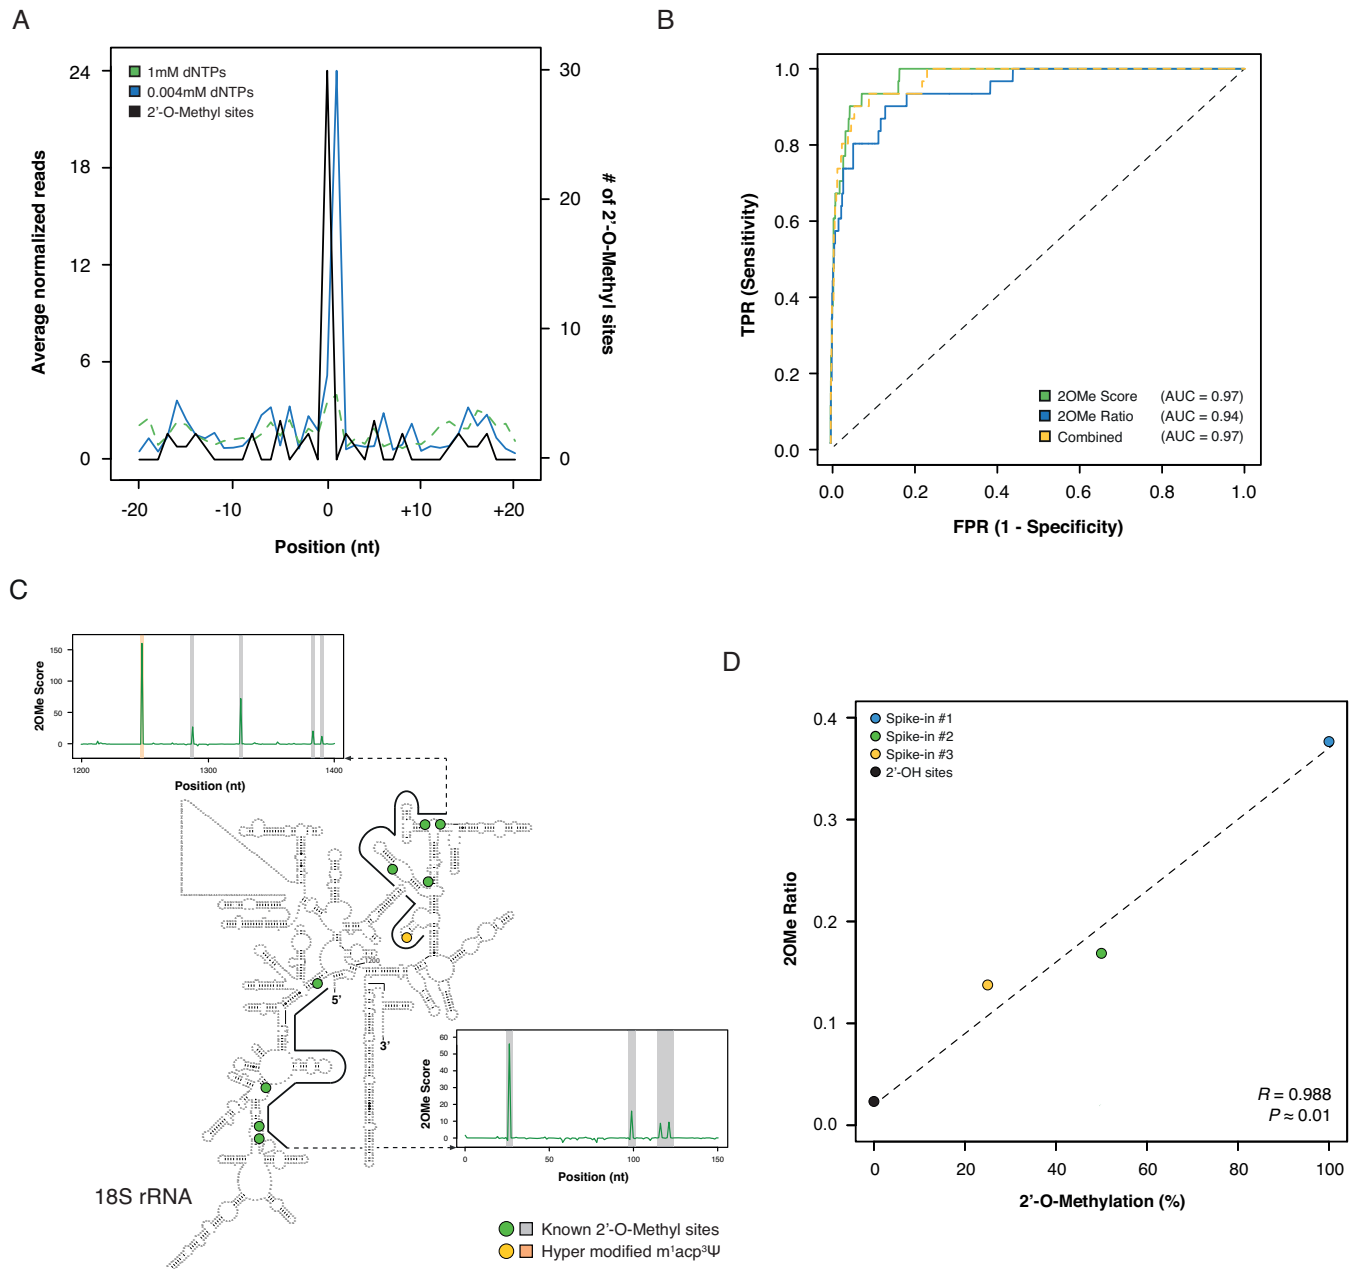 A
24
18
12
6
0
Average normalized reads
1mM dNTPs
0.004mM dNTPs
2'-O-Methyl sites
30
20
10
0
# of 2'-O-Methyl sites
-20
-10
0
+10
+20
Position (nt)
B
1.0
0.8
0.6
0.4
0.2
0.0
TPR (Sensitivity)
2OMe Score (AUC = 0.97)
2OMe Ratio (AUC = 0.94)
Combined (AUC = 0.97)
0.0
0.2
0.4
0.6
0.8
1.0
FPR (1 - Specificity)
C
150
100
50
0
2OMe Score
1200
1300
1400
Position (nt)
1200
5'
3'
60
50
40
30
20
10
0
2OMe Score
0
50
100
150
Position (nt)
18S rRNA
Known 2'-O-Methyl sites
Hyper modified m¹acp³Ψ
D
0.4
0.3
0.2
0.1
0.0
2OMe Ratio
Spike-in #1
Spike-in #2
Spike-in #3
2'-OH sites
R = 0.988
P ≈ 0.01
0
20
40
60
80
100
2'-O-Methylation (%)